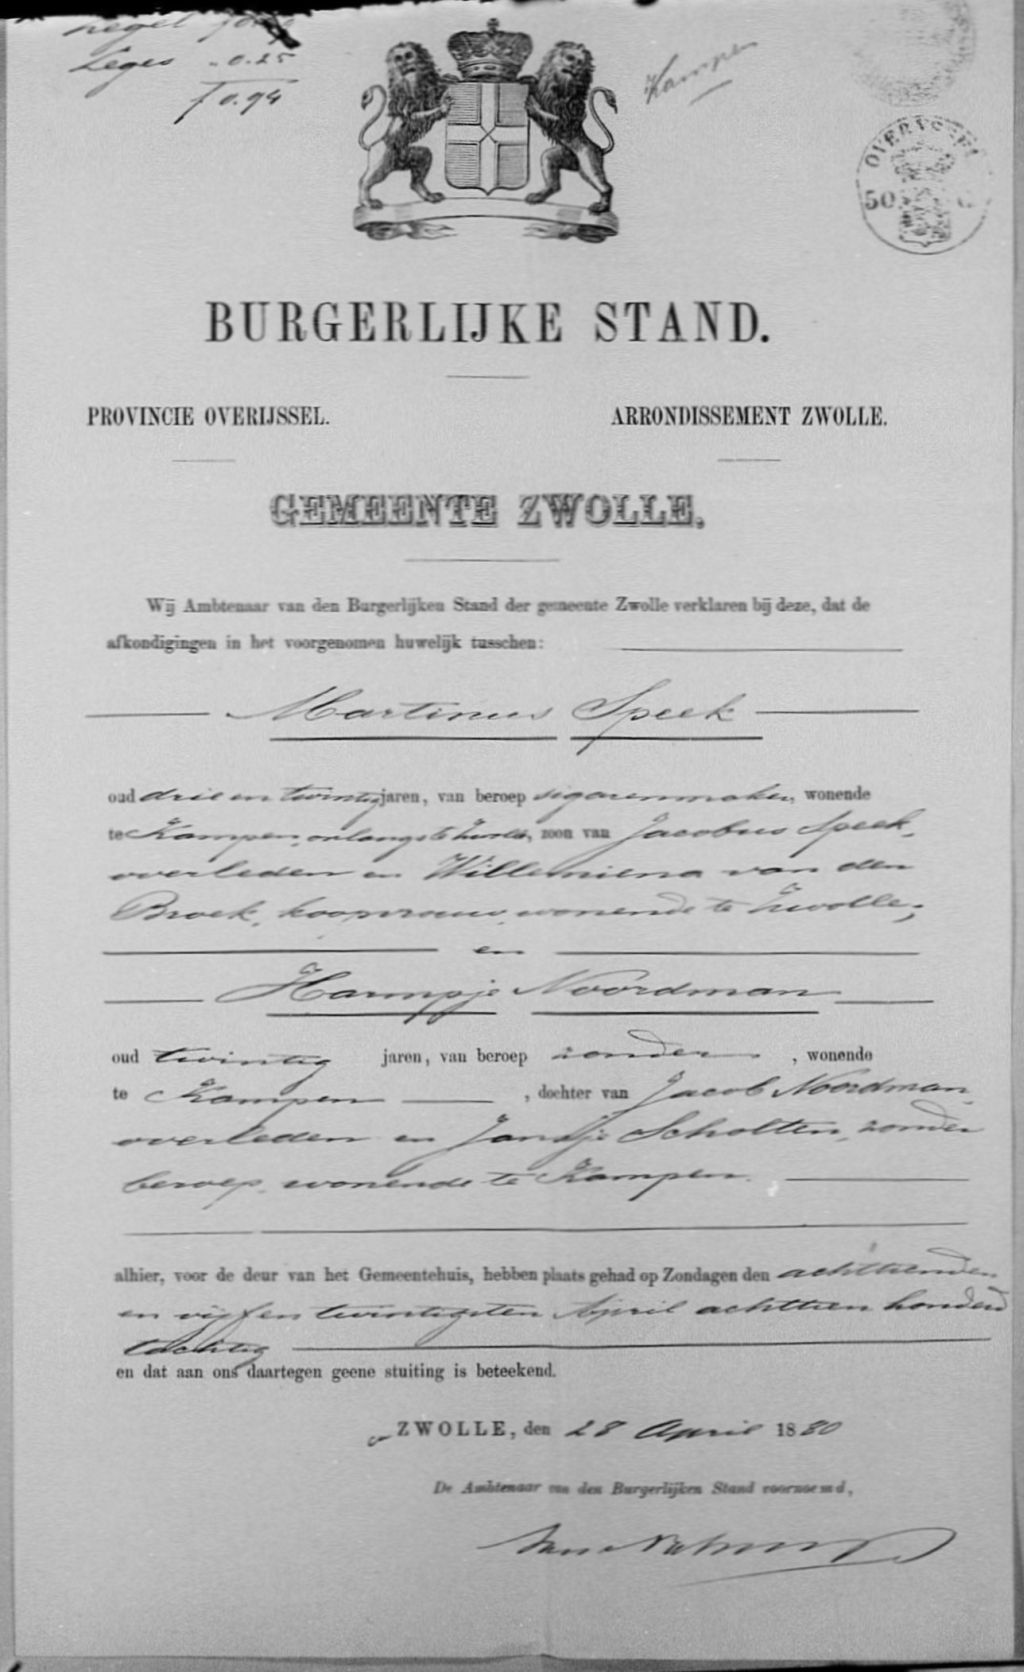 Zegel
Leges " 0.25
f 0.94
Kampen
OVERYSSEL
50 C
BURGERLIJKE STAND.
PROVINCIE OVERIJSSEL. ARRONDISSEMENT ZWOLLE.
GEMEENTE ZWOLLE.
Wij Ambtenaar van den Burgerlijken Stand der gemeente Zwolle verklaren bij deze, dat de
afkondigingen in het voorgenomen huwelijk tusschen:
Martinus Speek
oud drie en twintig jaren, van beroep sigarenmaker, wonende
te Kampen, onlangs te Zwolle, zoon van Jacobus Speek,
overleden en Willemiena van den
Broek, koopvrouw, wonende te Zwolle;
en
Harmpje Noordman
oud twintig jaren, van beroep zonder, wonende
te Kampen, dochter van Jacob Noordman,
overleden en Jansje Scholten, zonder
beroep, wonende te Kampen.
alhier, voor de deur van het Gemeentehuis, hebben plaats gehad op Zondagen den achttienden
en vijfentwintigsten April achttien honderd
tachtig
en dat aan ons daartegen geene stuiting is beteekend.
ZWOLLE, den 28 April 1880
De Ambtenaar van den Burgerlijken Stand voornoemd,